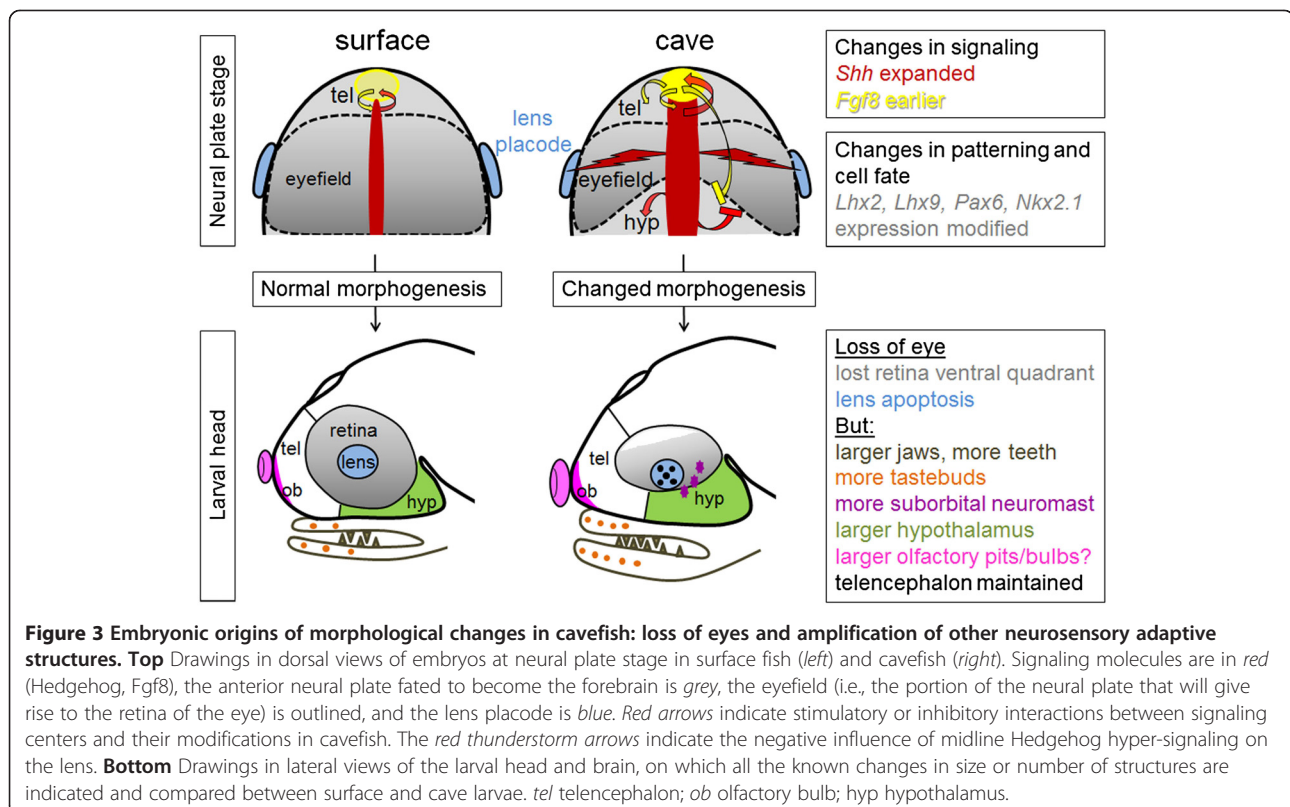 surface
cave
Neural plate stage
tel
eyefield
lens
placode
tel
eyefield
hyp
Changes in signaling
Shh expanded
Fgf8 earlier
Changes in patterning and
cell fate
Lhx2, Lhx9, Pax6, Nkx2.1
expression modified
Normal morphogenesis
Changed morphogenesis
Larval head
retina
tel
lens
ob
hyp
tel
ob
hyp
Loss of eye
lost retina ventral quadrant
lens apoptosis
But:
larger jaws, more teeth
more tastebuds
more suborbital neuromast
larger hypothalamus
larger olfactory pits/bulbs?
telencephalon maintained
Figure 3 Embryonic origins of morphological changes in cavefish: loss of eyes and amplification of other neurosensory adaptive
structures. Top Drawings in dorsal views of embryos at neural plate stage in surface fish (left) and cavefish (right). Signaling molecules are in red
(Hedgehog, Fgf8), the anterior neural plate fated to become the forebrain is grey, the eyefield (i.e., the portion of the neural plate that will give
rise to the retina of the eye) is outlined, and the lens placode is blue. Red arrows indicate stimulatory or inhibitory interactions between signaling
centers and their modifications in cavefish. The red thunderstorm arrows indicate the negative influence of midline Hedgehog hyper-signaling on
the lens. Bottom Drawings in lateral views of the larval head and brain, on which all the known changes in size or number of structures are
indicated and compared between surface and cave larvae. tel telencephalon; ob olfactory bulb; hyp hypothalamus.